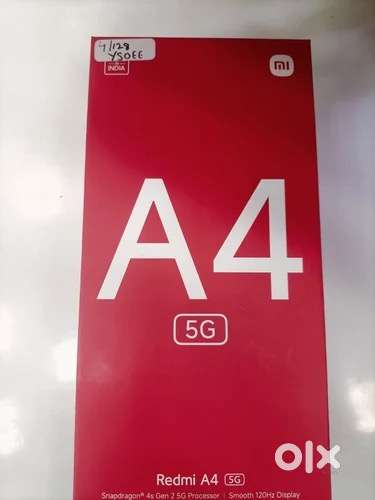 4/128
YSOEE
INDIA
mi
A4
5G
Redmi A4 5G
Snapdragon® 4s Gen 2 5G Processor | Smooth 120Hz Display
olx